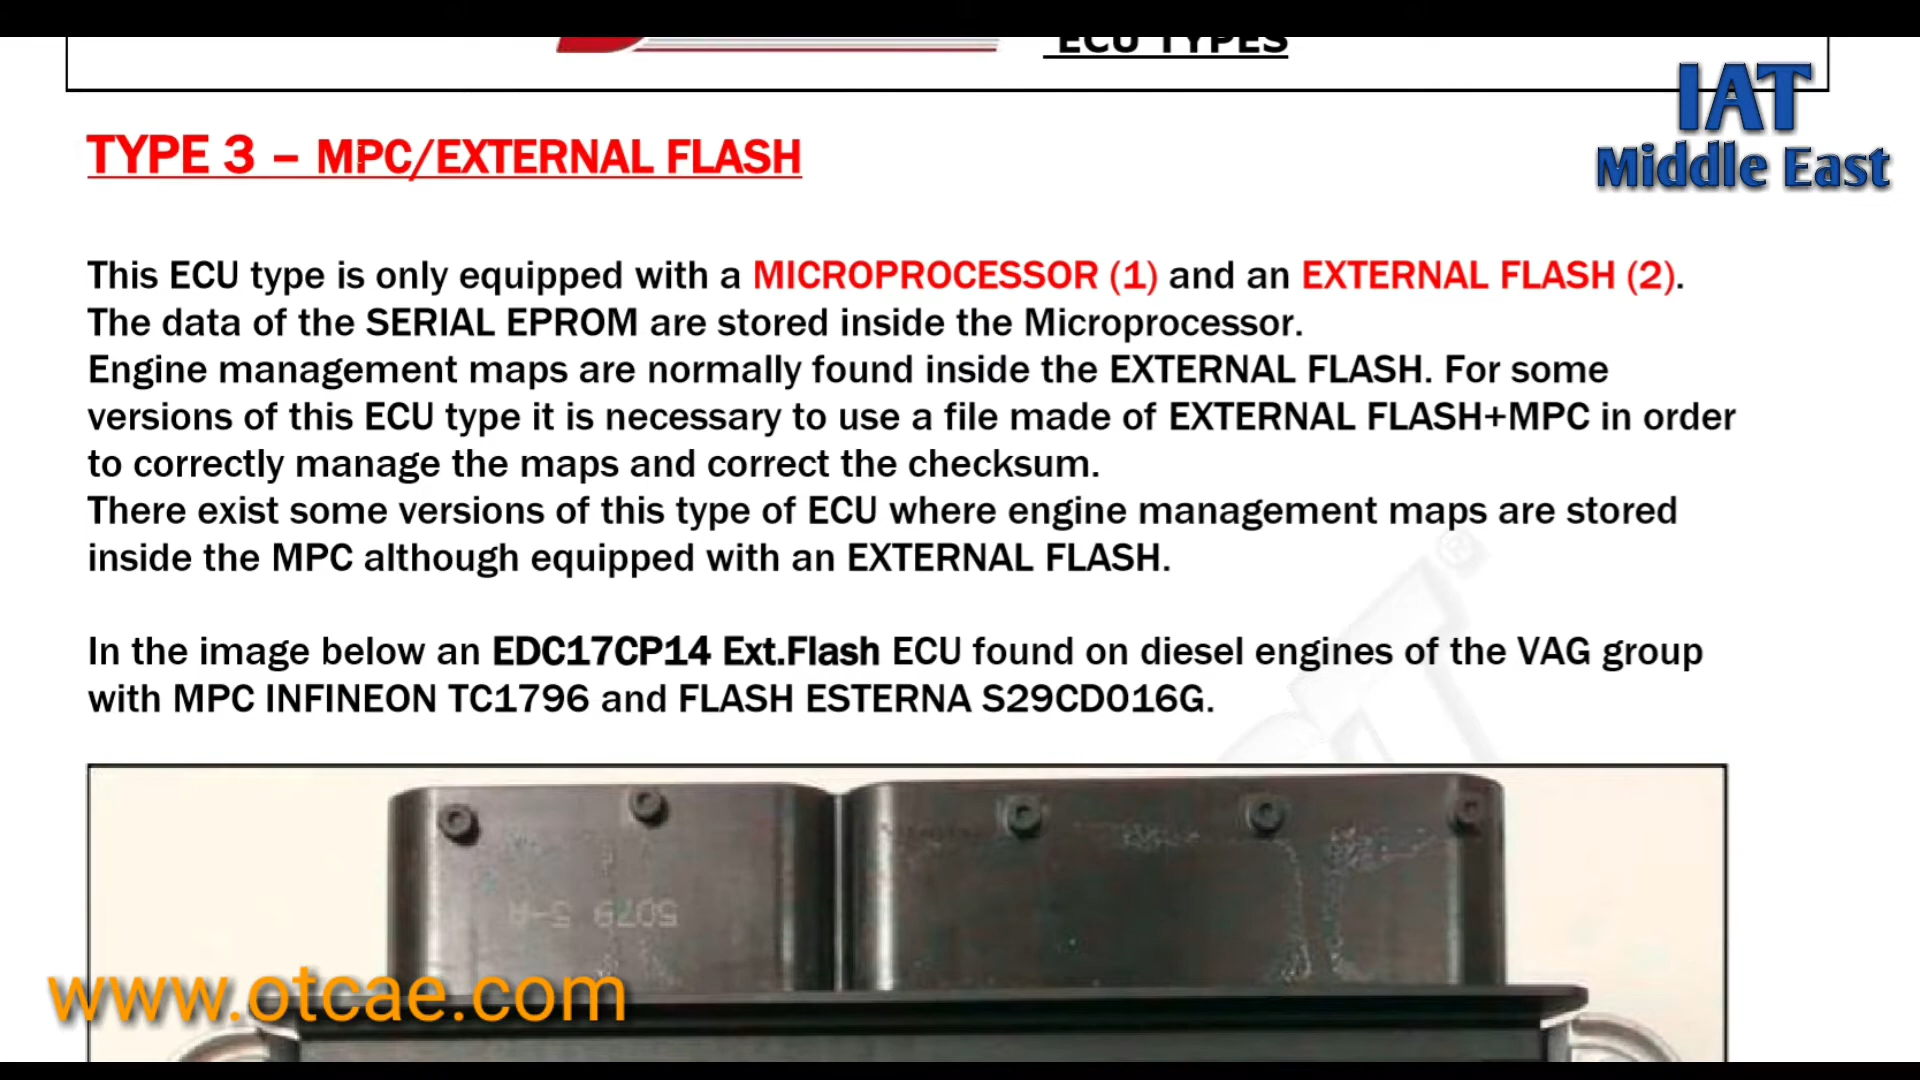 ECU TYPES
IAT
Middle East
TYPE 3 – MPC/EXTERNAL FLASH
This ECU type is only equipped with a MICROPROCESSOR (1) and an EXTERNAL FLASH (2).
The data of the SERIAL EPROM are stored inside the Microprocessor.
Engine management maps are normally found inside the EXTERNAL FLASH. For some
versions of this ECU type it is necessary to use a file made of EXTERNAL FLASH+MPC in order
to correctly manage the maps and correct the checksum.
There exist some versions of this type of ECU where engine management maps are stored
inside the MPC although equipped with an EXTERNAL FLASH.
In the image below an EDC17CP14 Ext.Flash ECU found on diesel engines of the VAG group
with MPC INFINEON TC1796 and FLASH ESTERNA S29CD016G.
www.otcae.com